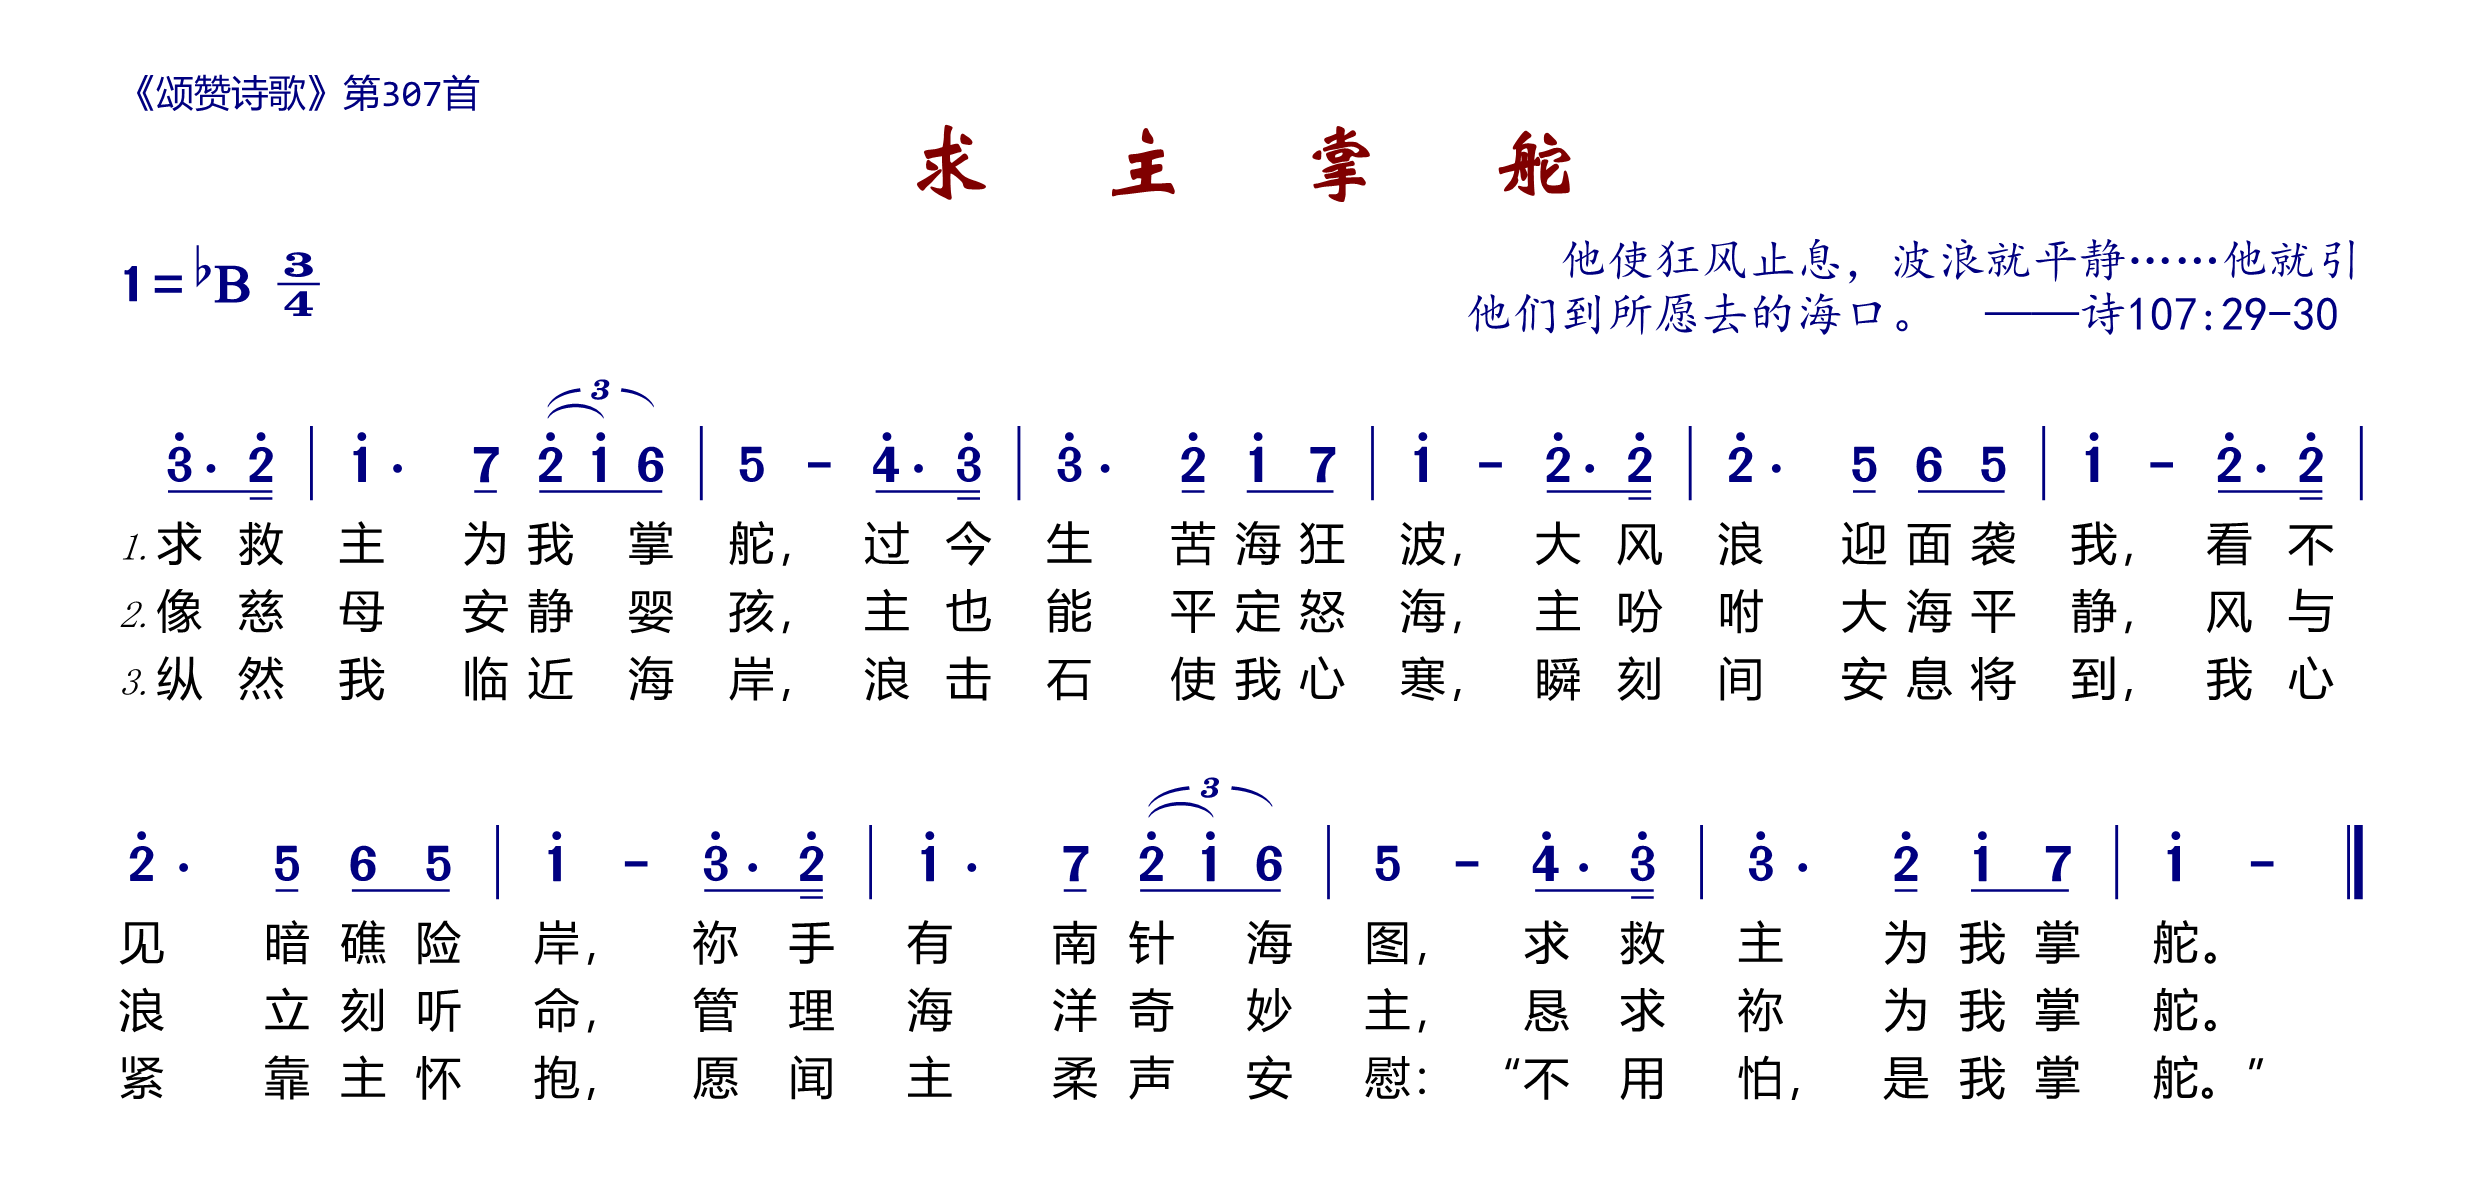 《颂赞诗歌》第307首
求 主 掌 舵
1=♭B 3/4
他使狂风止息，波浪就平静……他就引
他们到所愿去的海口。 ——诗107:29-30
3
3̇· 2̇ | 1̇· 7 2̇ 1̇ 6 | 5 - 4̇· 3̇ | 3̇· 2̇ 1̇ 7 | 1̇ - 2̇· 2̇ | 2̇· 5 6 5 | 1̇ - 2̇· 2̇ |
1. 求 救 主 为 我 掌 舵， 过 今 生 苦 海 狂 波， 大 风 浪 迎 面 袭 我， 看 不
2. 像 慈 母 安 静 婴 孩， 主 也 能 平 定 怒 海， 主 吩 咐 大 海 平 静， 风 与
3. 纵 然 我 临 近 海 岸， 浪 击 石 使 我 心 寒， 瞬 刻 间 安 息 将 到， 我 心
3
2̇· 5 6 5 | 1̇ - 3̇· 2̇ | 1̇· 7 2̇ 1̇ 6 | 5 - 4̇· 3̇ | 3̇· 2̇ 1̇ 7 | 1̇ - ‖
见 暗 礁 险 岸， 祢 手 有 南 针 海 图， 求 救 主 为 我 掌 舵。
浪 立 刻 听 命， 管 理 海 洋 奇 妙 主， 恳 求 祢 为 我 掌 舵。
紧 靠 主 怀 抱， 愿 闻 主 柔 声 安 慰： “不 用 怕， 是 我 掌 舵。”